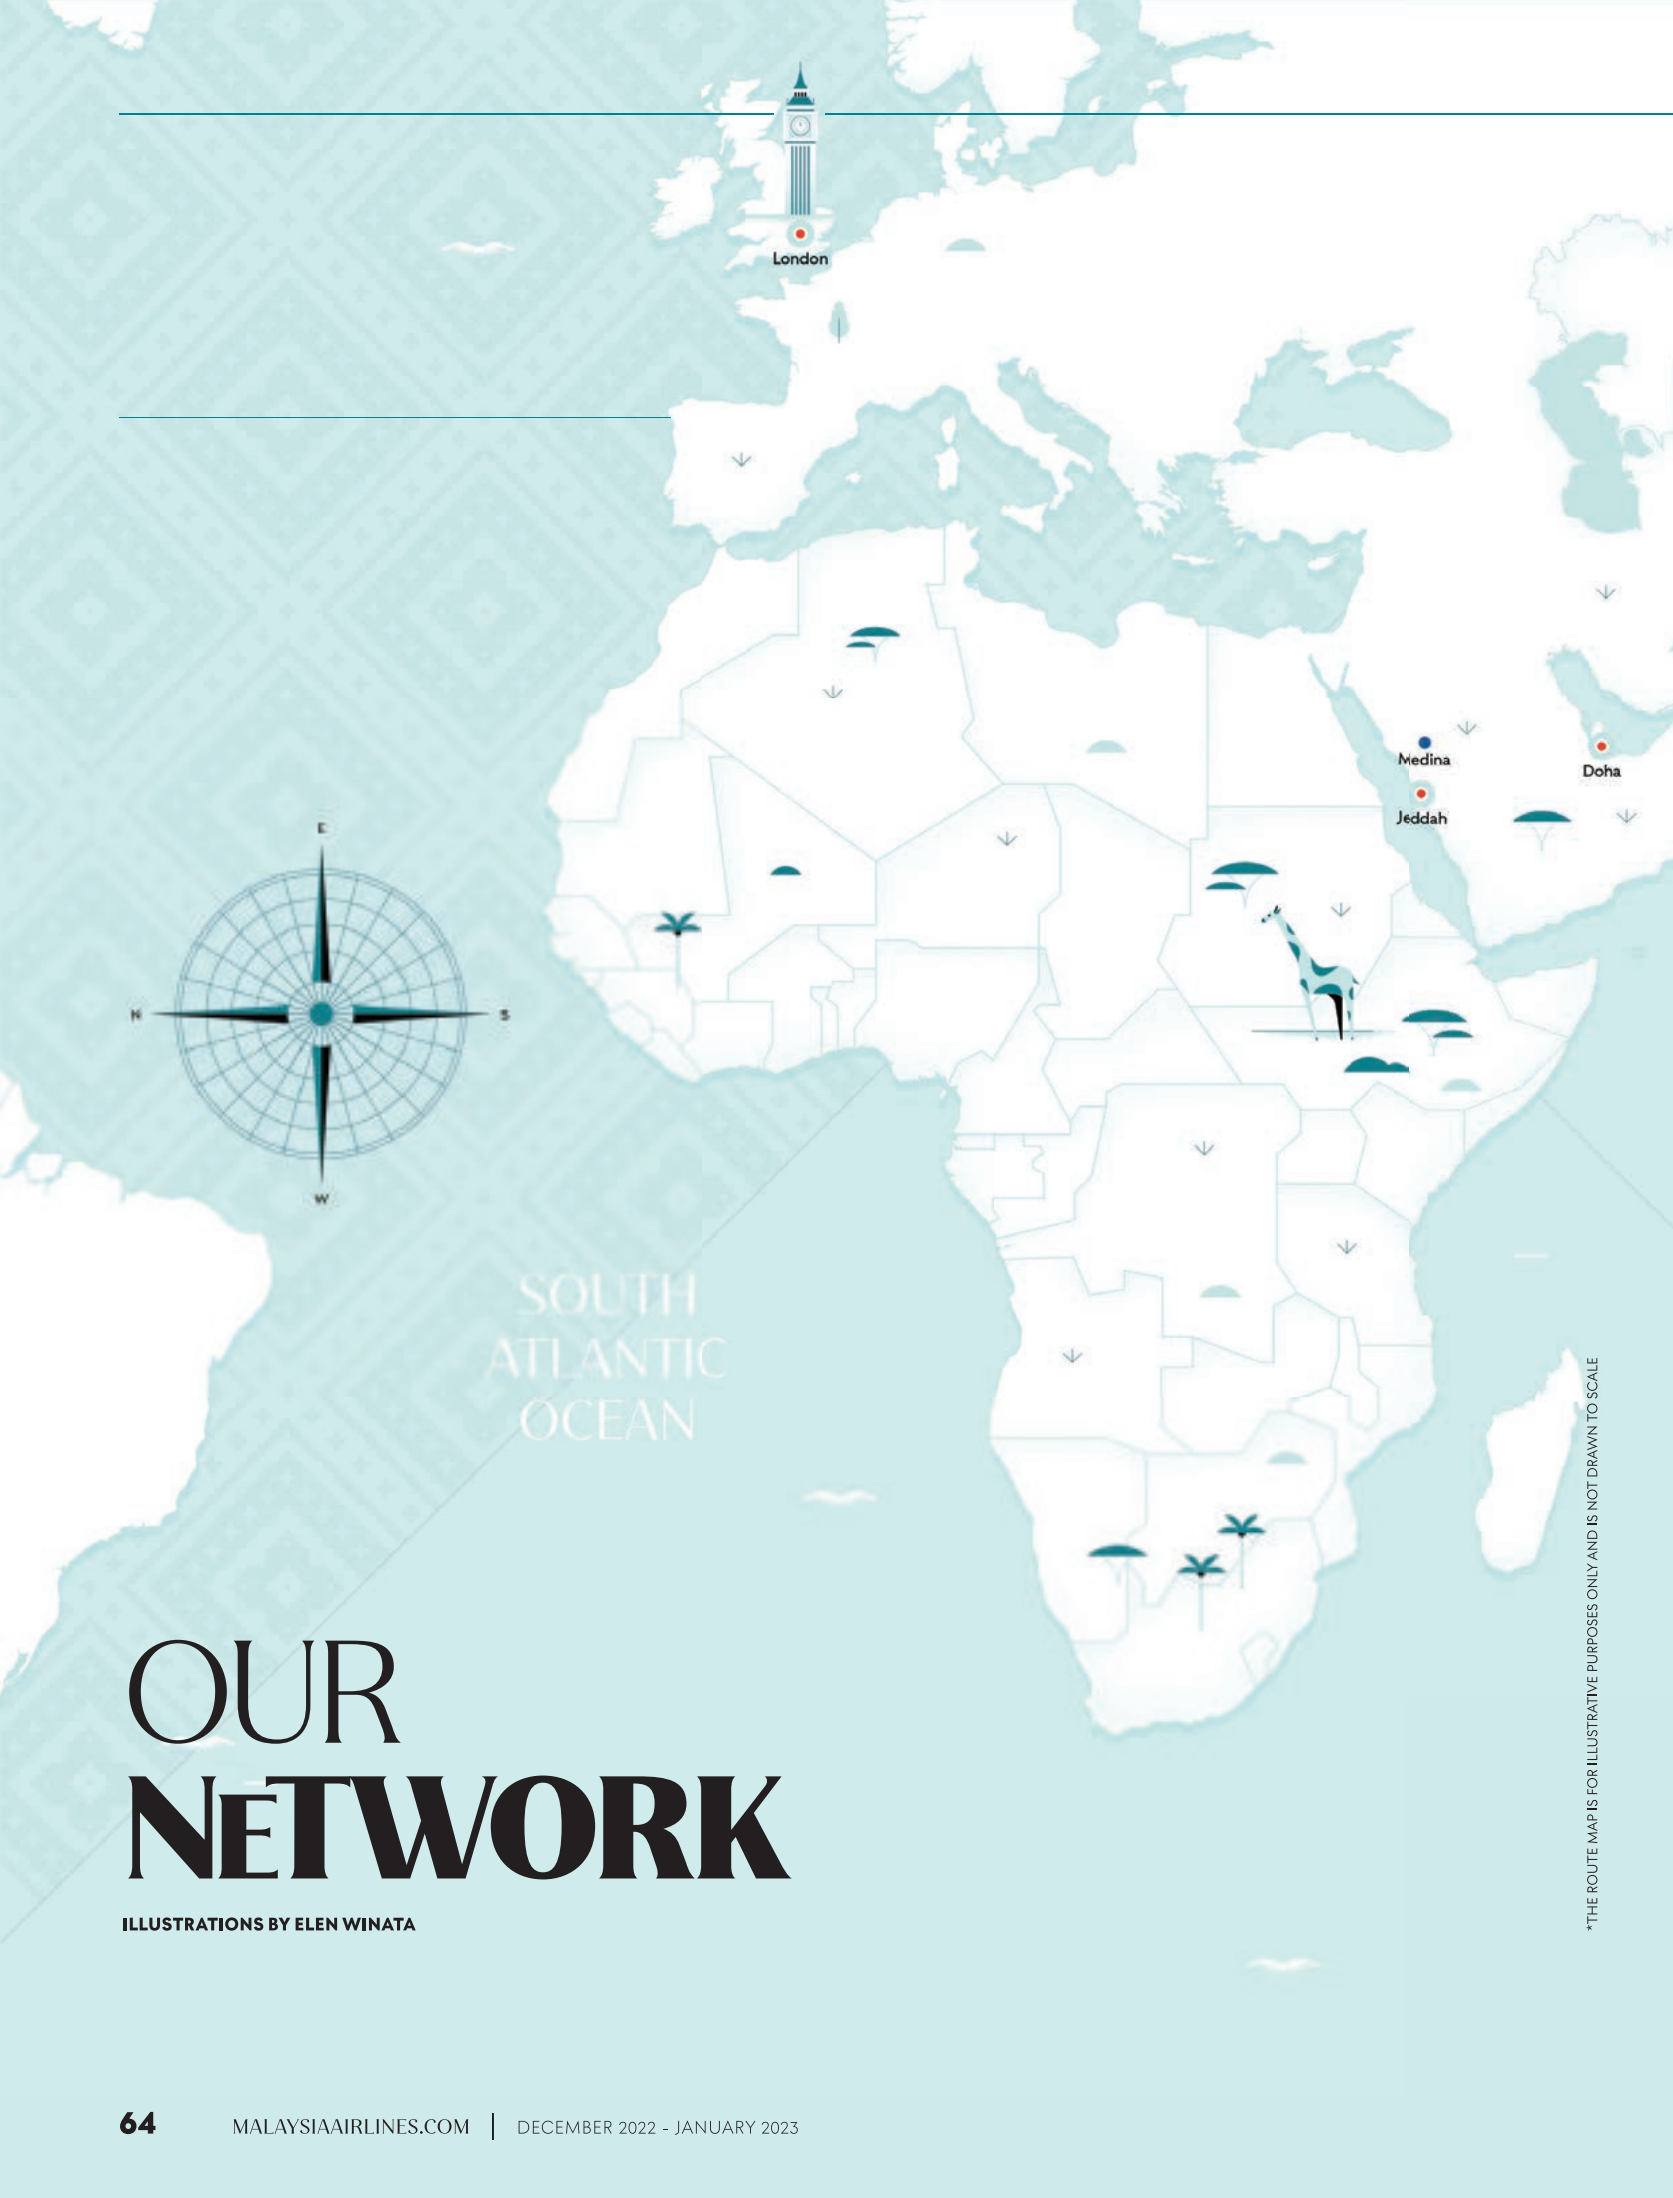 London
Medina
Doha
Jeddah
E
N
S
W
SOUTH
ATLANTIC
OCEAN
*THE ROUTE MAP IS FOR ILLUSTRATIVE PURPOSES ONLY AND IS NOT DRAWN TO SCALE
OUR
NeTWORK
ILLUSTRATIONS BY ELEN WINATA
64 MALAYSIAAIRLINES.COM | DECEMBER 2022 - JANUARY 2023